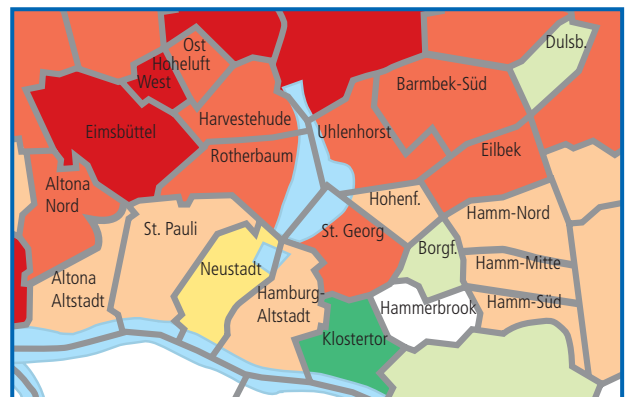 Ost
Hoheluft
West
Dulsb.
Barmbek-Süd
Harvestehude
Uhlenhorst
Eimsbüttel
Rotherbaum
Eilbek
Altona
Nord
Hohenf.
Hamm-Nord
St. Pauli
St. Georg
Borgf.
Neustadt
Hamm-Mitte
Altona
Altstadt
Hamburg-
Altstadt
Hammerbrook
Hamm-Süd
Klostertor